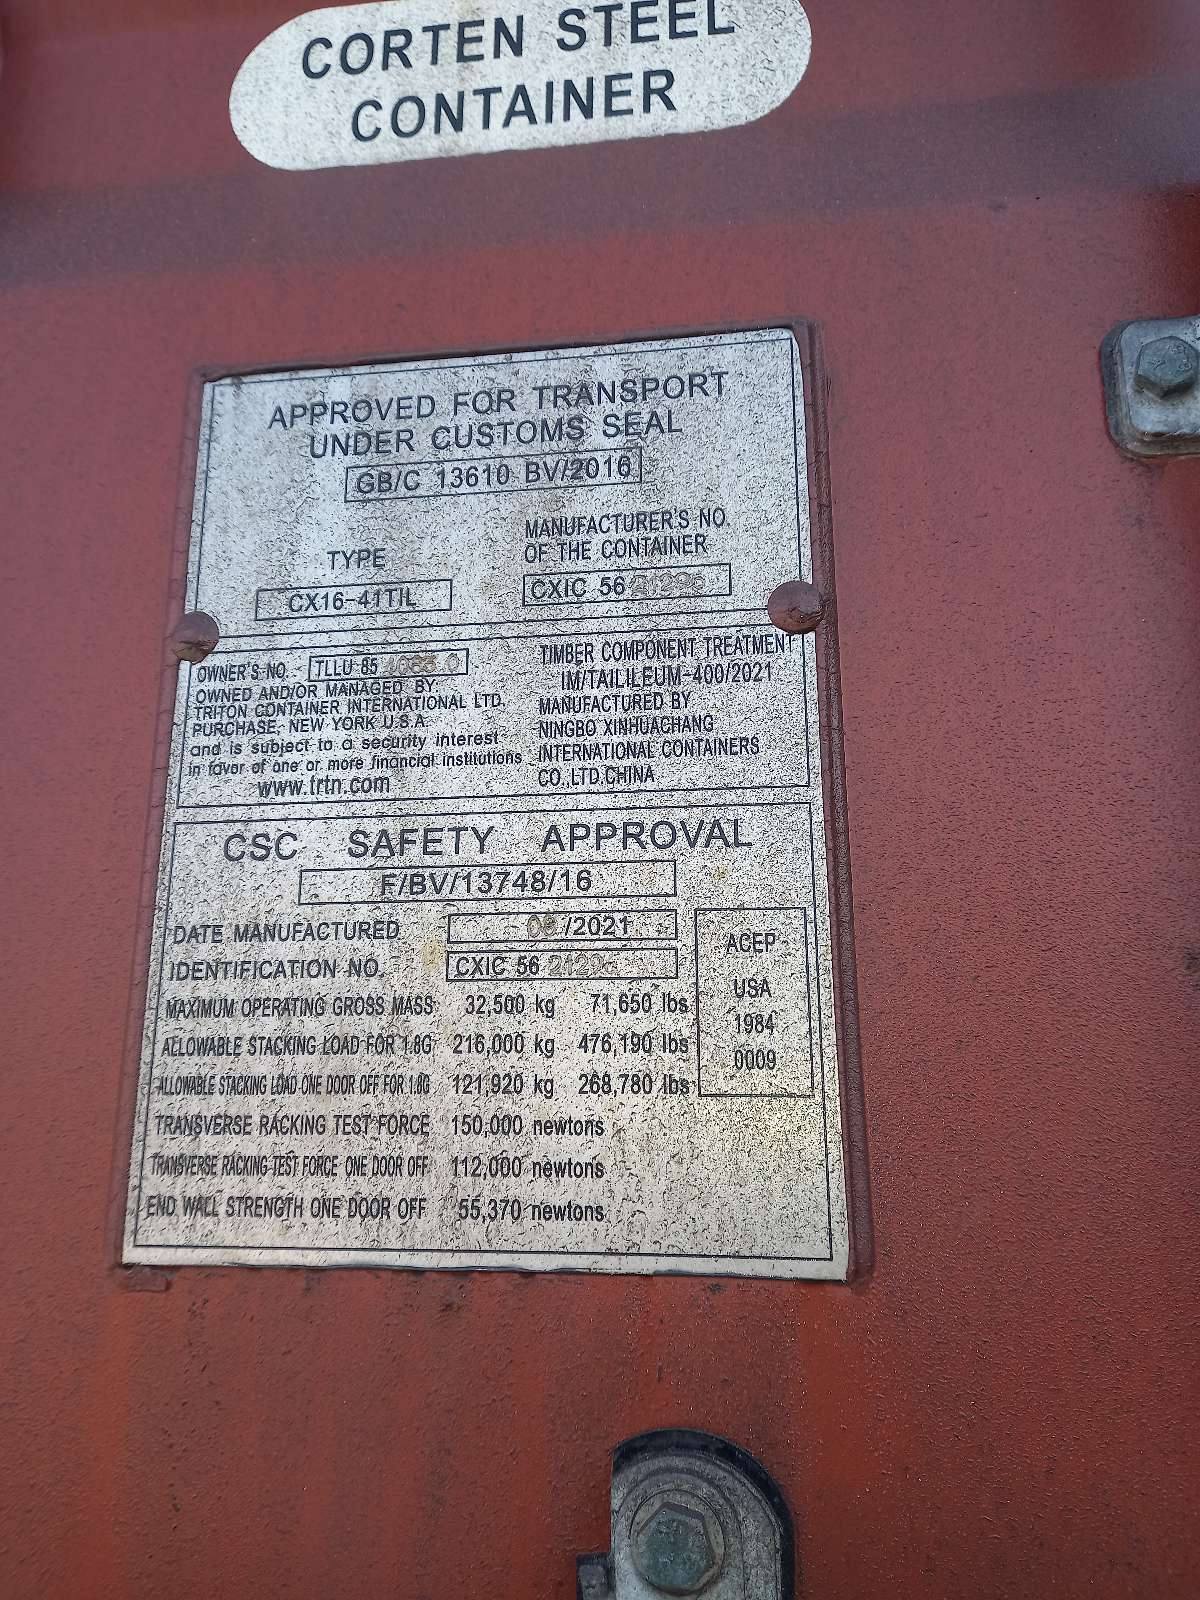 CORTEN STEEL
CONTAINER
APPROVED FOR TRANSPORT
UNDER CUSTOMS SEAL
GB/C 13610 BV/2016
TYPE
CX16-41TIL
MANUFACTURER'S NO.
OF THE CONTAINER
CXIC 56
OWNER'S NO. TLLU 85
OWNED AND/OR MANAGED BY
TRITON CONTAINER INTERNATIONAL LTD.
PURCHASE, NEW YORK U.S.A.
and is subject to a security interest
in favor of one or more financial institutions
www.trtn.com
TIMBER COMPONENT TREATMENT
IM/TAILILEUM-400/2021
MANUFACTURED BY
NINGBO XINHUACHANG
INTERNATIONAL CONTAINERS
CO.,LTD.CHINA
CSC SAFETY APPROVAL
F/BV/13748/16
DATE MANUFACTURED /2021
IDENTIFICATION NO. CXIC 56
MAXIMUM OPERATING GROSS MASS 32,500 kg 71,650 lbs
ALLOWABLE STACKING LOAD FOR 1.8G 216,000 kg 476,190 lbs
ALLOWABLE STACKING LOAD ONE DOOR OFF FOR 1.8G 121,920 kg 268,780 lbs
TRANSVERSE RACKING TEST FORCE 150,000 newtons
TRANSVERSE RACKING TEST FORCE ONE DOOR OFF 112,000 newtons
END WALL STRENGTH ONE DOOR OFF 55,370 newtons
ACEP
USA
1984
0009